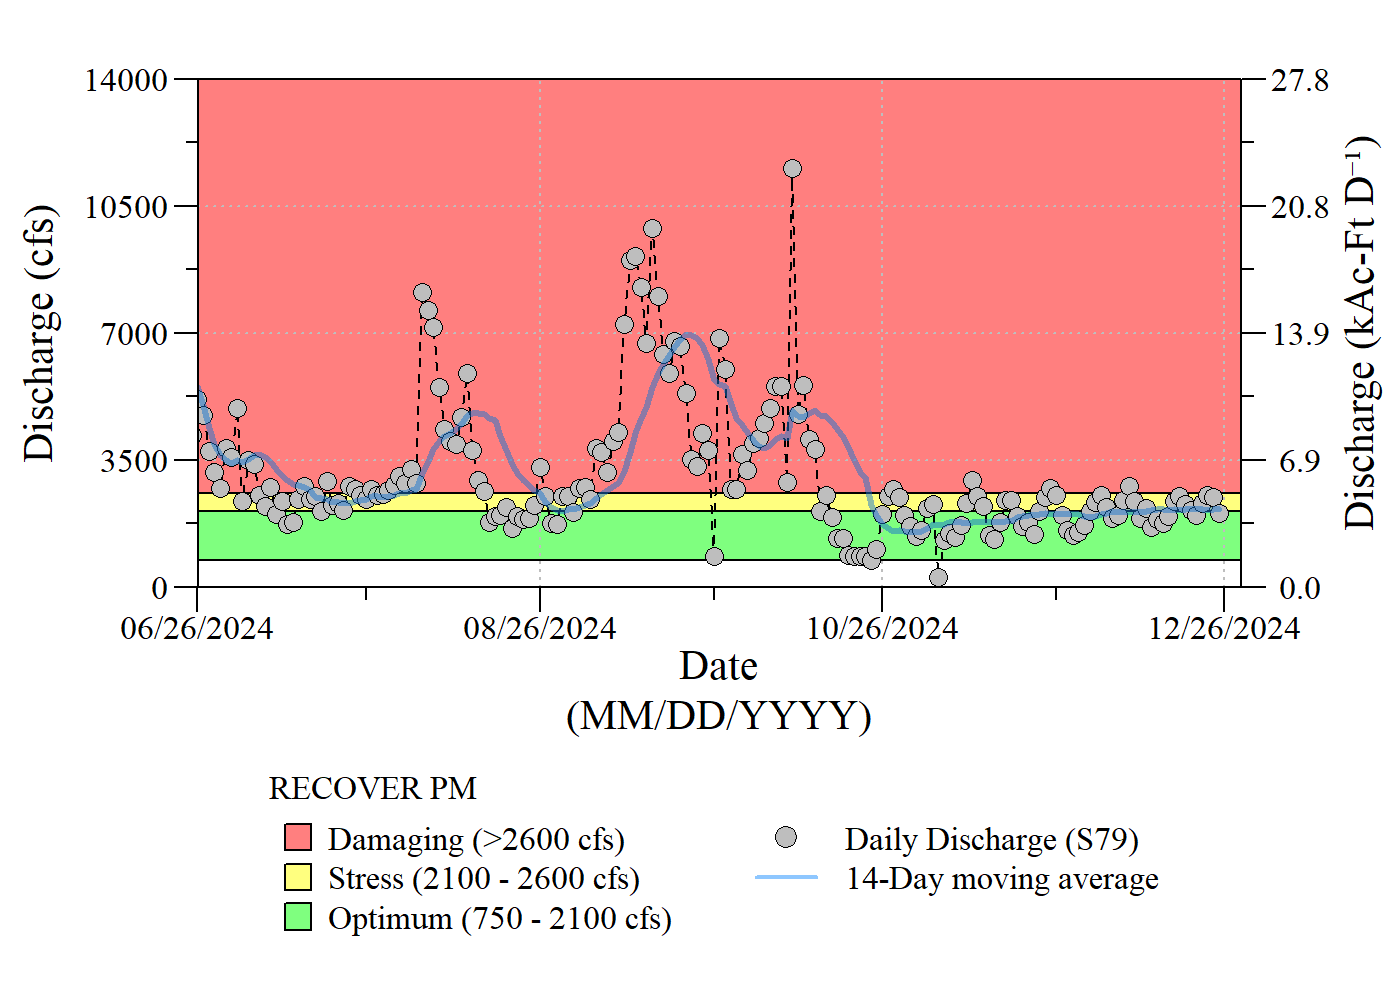 14000
10500
7000
3500
0
Discharge (cfs)
27.8
20.8
13.9
6.9
0.0
Discharge (kAc-Ft D⁻¹)
06/26/2024 08/26/2024 10/26/2024 12/26/2024
Date
(MM/DD/YYYY)
RECOVER PM
Damaging (>2600 cfs)
Stress (2100 - 2600 cfs)
Optimum (750 - 2100 cfs)
Daily Discharge (S79)
14-Day moving average